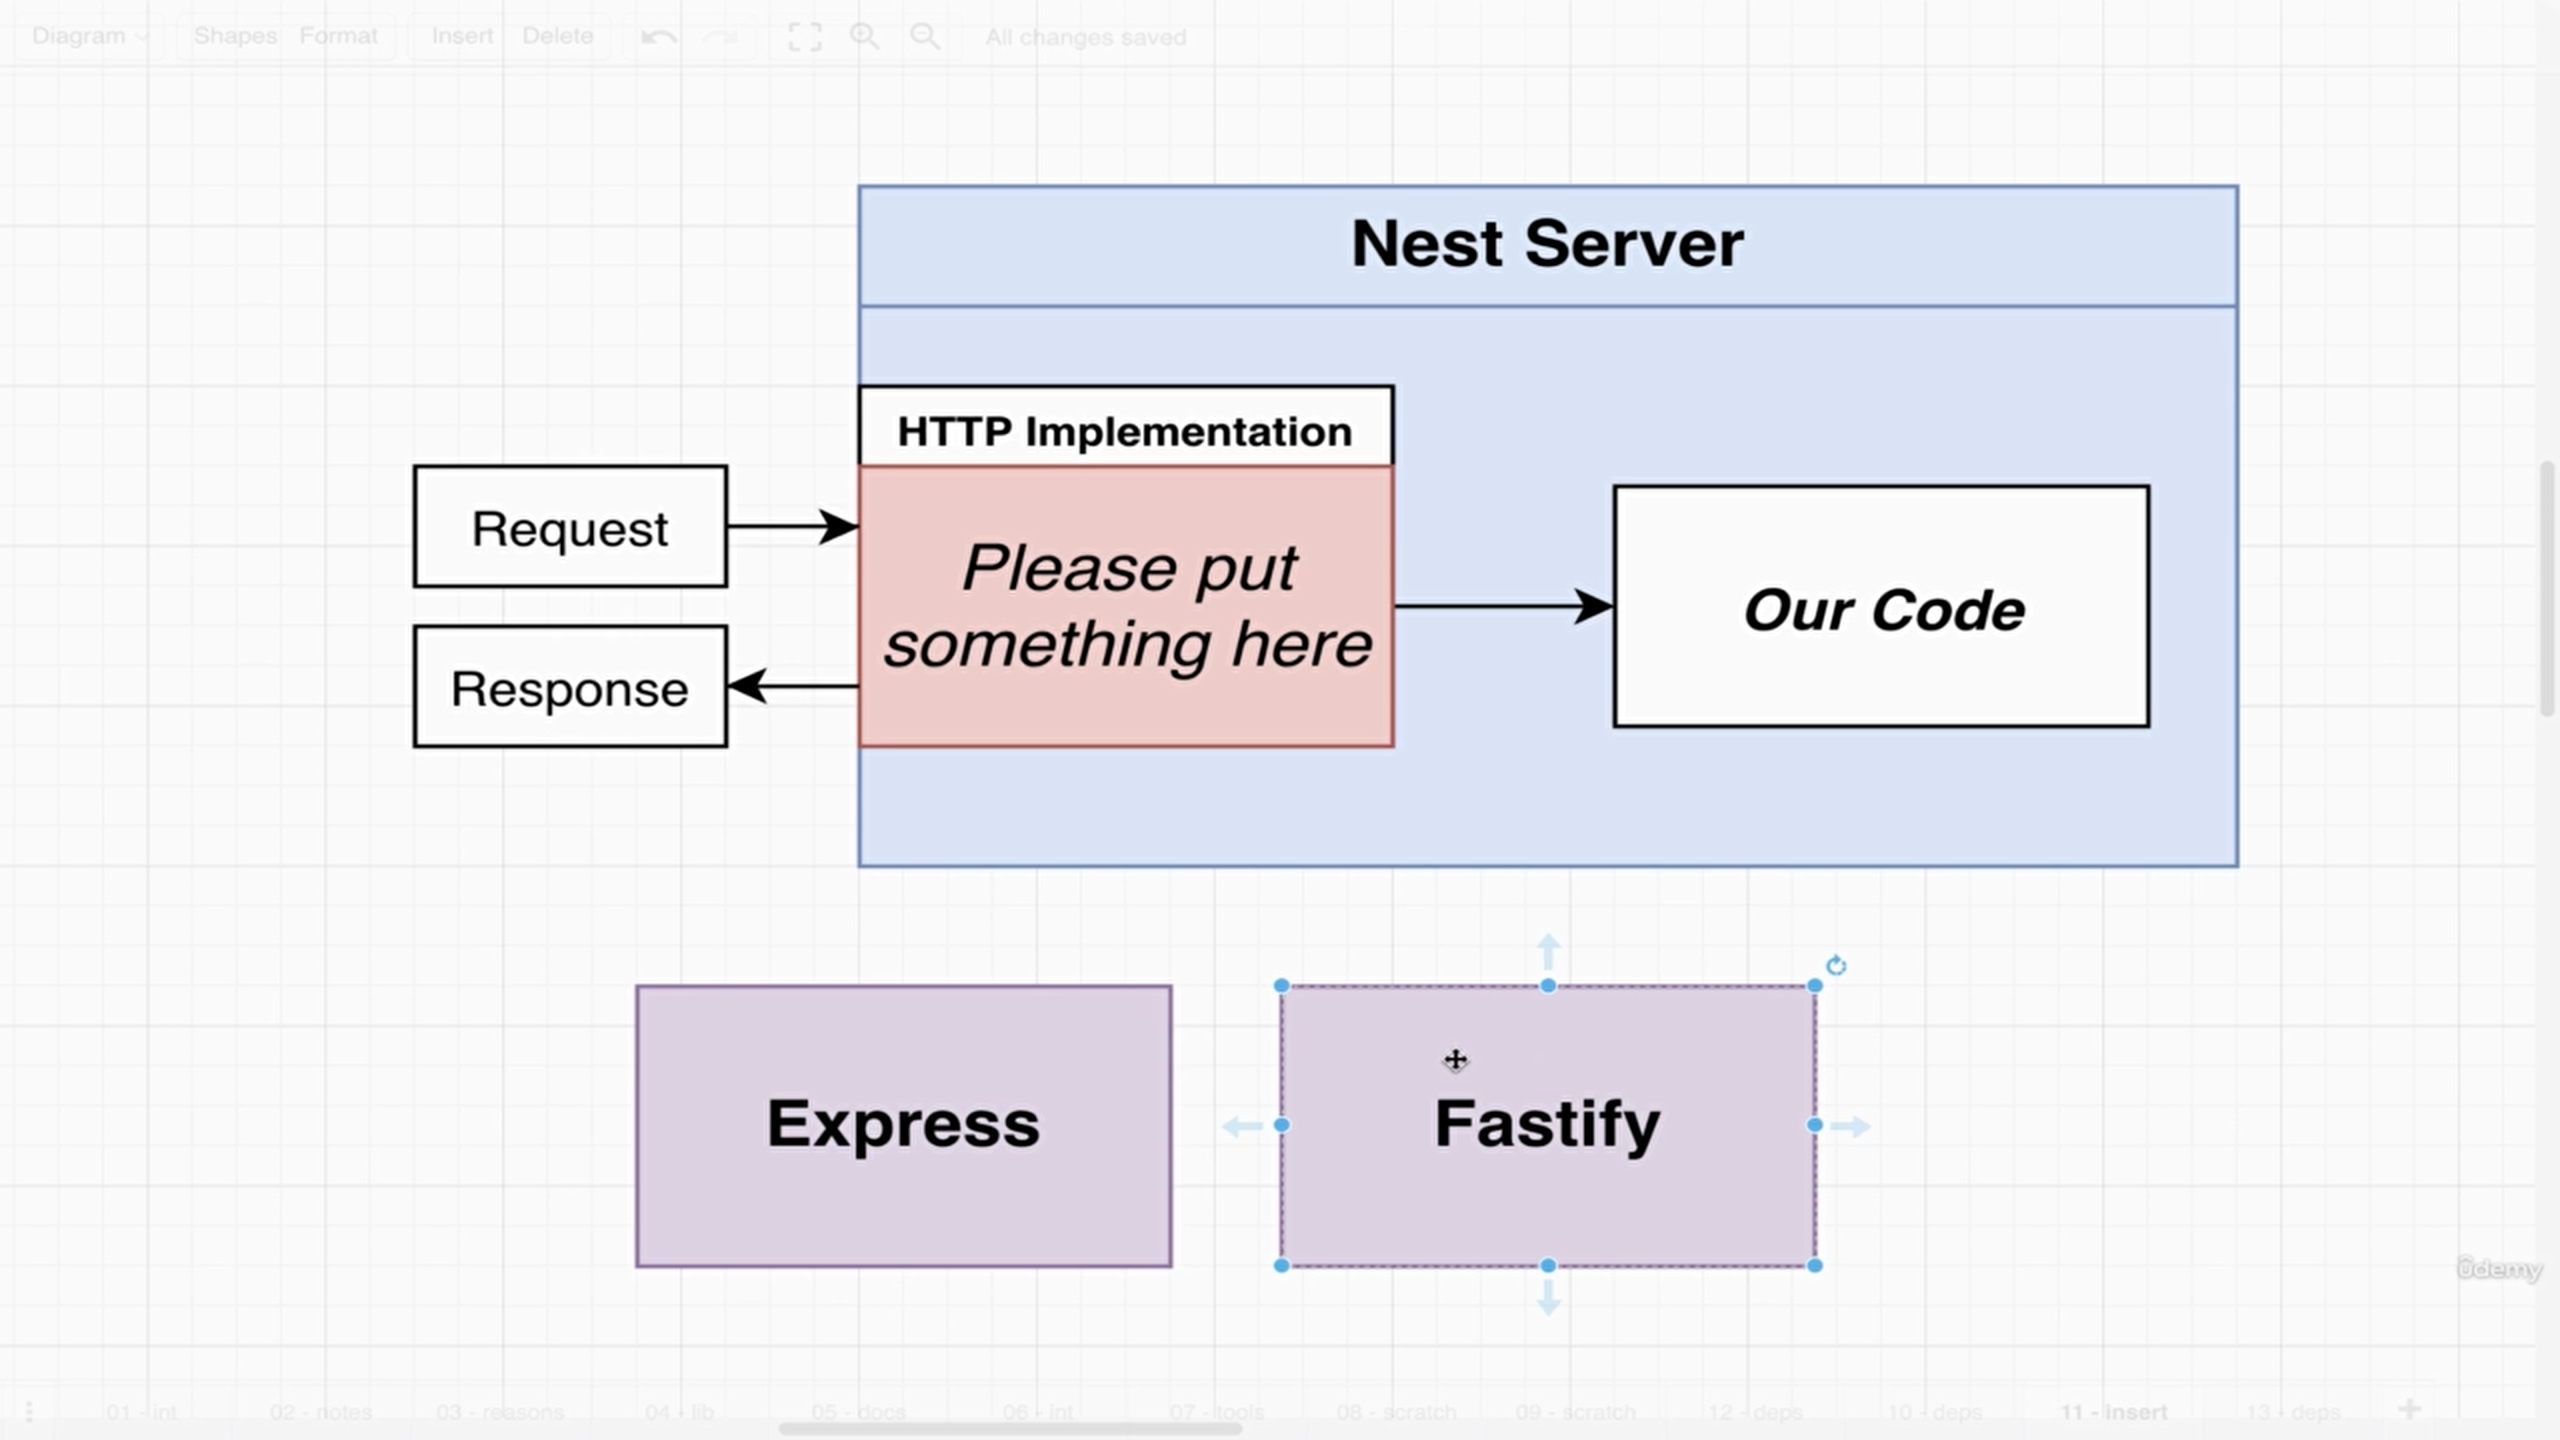 Diagram
Shapes Format
Insert Delete
All changes saved
Nest Server
HTTP Implementation
Request
Please put
something here
Our Code
Response
Express
Fastify
ûdemy
01 - int
02 - notes
03 - reasons
04 - lib
05 - docs
06 - int
07 - tools
08 - scratch
09 - scratch
12 - deps
10 - deps
11 - insert
13 - deps